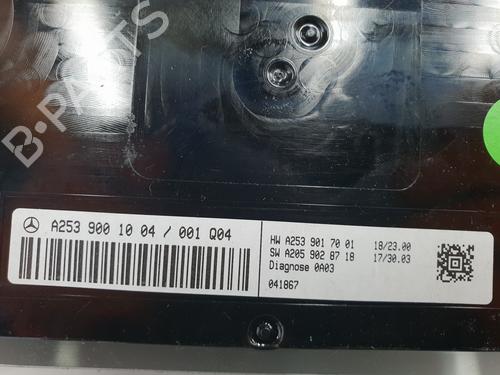 B-PARTS
A253 900 10 04 / 001 Q04
HW A253 901 70 01 18/23.00
SW A205 902 87 18 17/30.03
Diagnose 0A03
041867